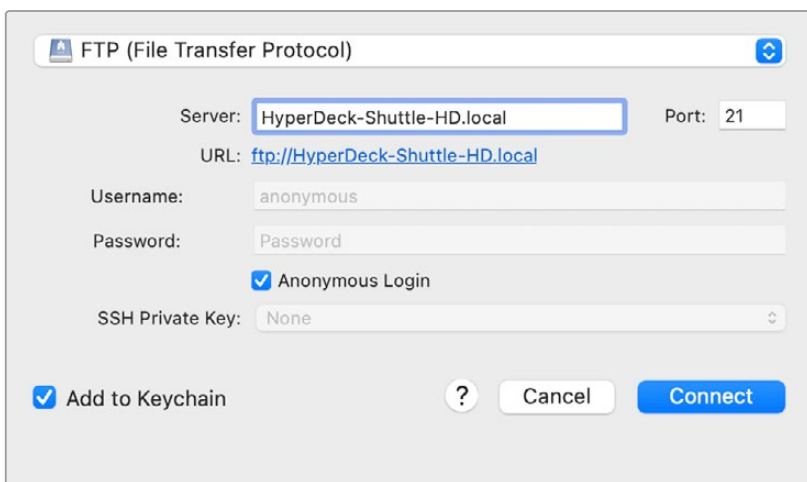 FTP (File Transfer Protocol)
Server: HyperDeck-Shuttle-HD.local Port: 21
URL: ftp://HyperDeck-Shuttle-HD.local
Username: anonymous
Password: Password
Anonymous Login
SSH Private Key: None
Add to Keychain ? Cancel Connect